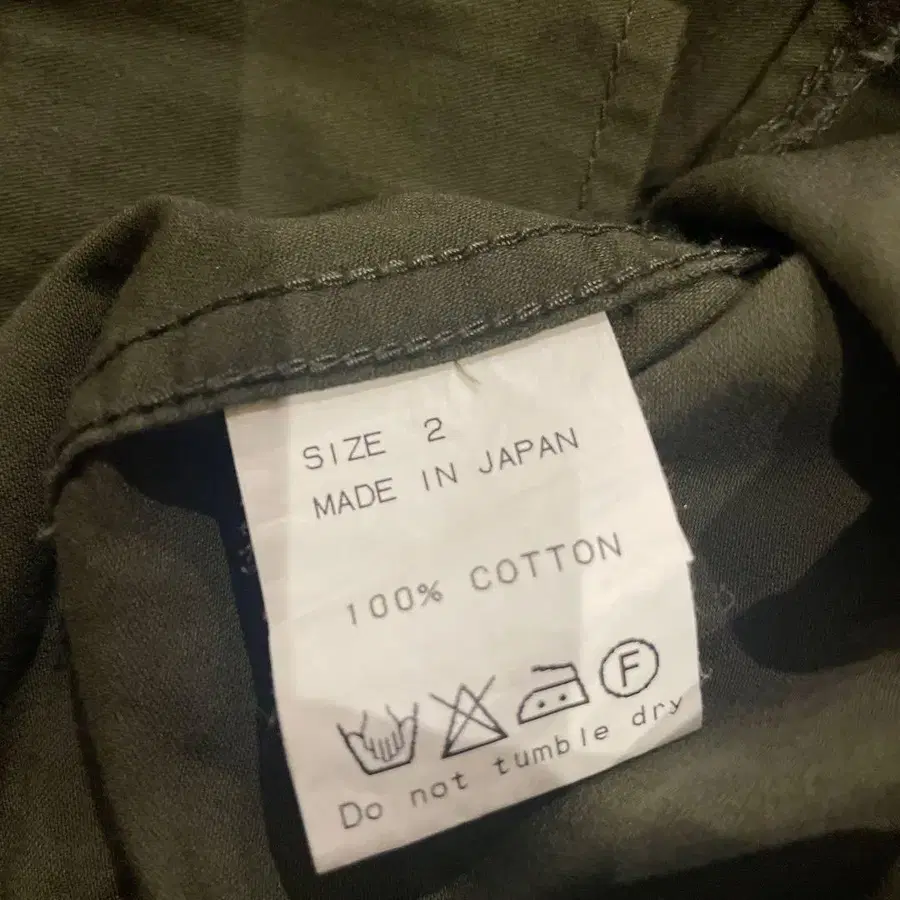 SIZE 2
MADE IN JAPAN
100% COTTON
F
Do not tumble dry